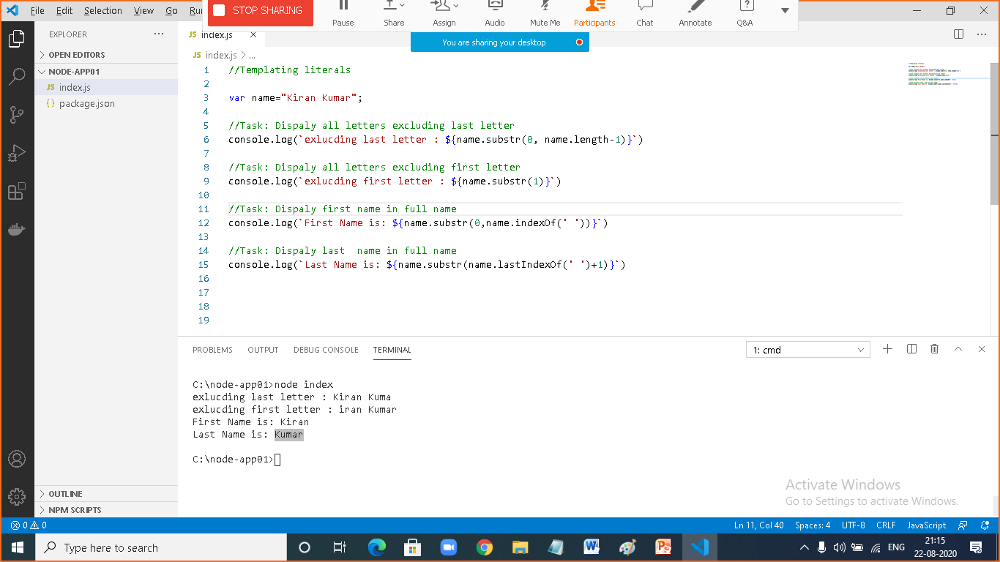 File Edit Selection View Go Ru
STOP SHARING
Pause Share Assign Audio Mute Me Participants Chat Annotate Q&A
You are sharing your desktop
EXPLORER
OPEN EDITORS
NODE-APP01
JS index.js
{} package.json
OUTLINE
NPM SCRIPTS
JS index.js
JS index.js > ...
1 //Templating literals
2
3 var name="Kiran Kumar";
4
5 //Task: Dispaly all letters excluding last letter
6 console.log(`exlucding last letter : ${name.substr(0, name.length-1)}`)
7
8 //Task: Dispaly all letters excluding first letter
9 console.log(`exlucding first letter : ${name.substr(1)}`)
10
11 //Task: Dispaly first name in full name
12 console.log(`First Name is: ${name.substr(0,name.indexOf(' '))}`)
13
14 //Task: Dispaly last  name in full name
15 console.log(`Last Name is: ${name.substr(name.lastIndexOf(' ')+1)}`)
16
17
18
19
PROBLEMS OUTPUT DEBUG CONSOLE TERMINAL
1: cmd
C:\node-app01>node index
exlucding last letter : Kiran Kuma
exlucding first letter : iran Kumar
First Name is: Kiran
Last Name is: Kumar
C:\node-app01>
Activate Windows
Go to Settings to activate Windows.
0 0
Ln 11, Col 40 Spaces: 4 UTF-8 CRLF JavaScript
Type here to search
ENG
21:15
22-08-2020